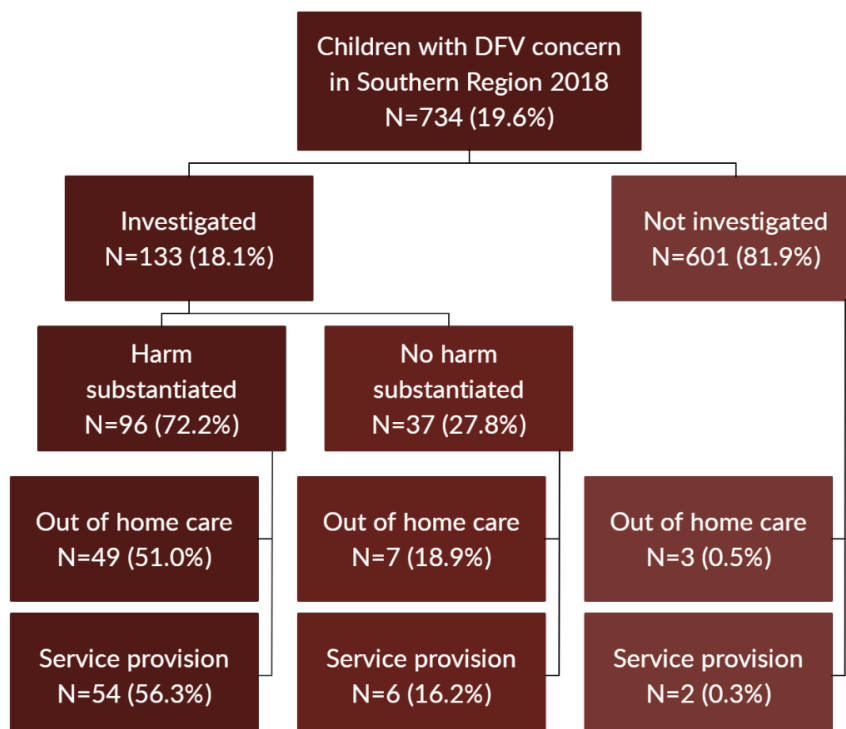 Children with DFV concern
in Southern Region 2018
N=734 (19.6%)
Investigated
N=133 (18.1%)
Not investigated
N=601 (81.9%)
Harm
substantiated
N=96 (72.2%)
No harm
substantiated
N=37 (27.8%)
Out of home care
N=49 (51.0%)
Out of home care
N=7 (18.9%)
Out of home care
N=3 (0.5%)
Service provision
N=54 (56.3%)
Service provision
N=6 (16.2%)
Service provision
N=2 (0.3%)